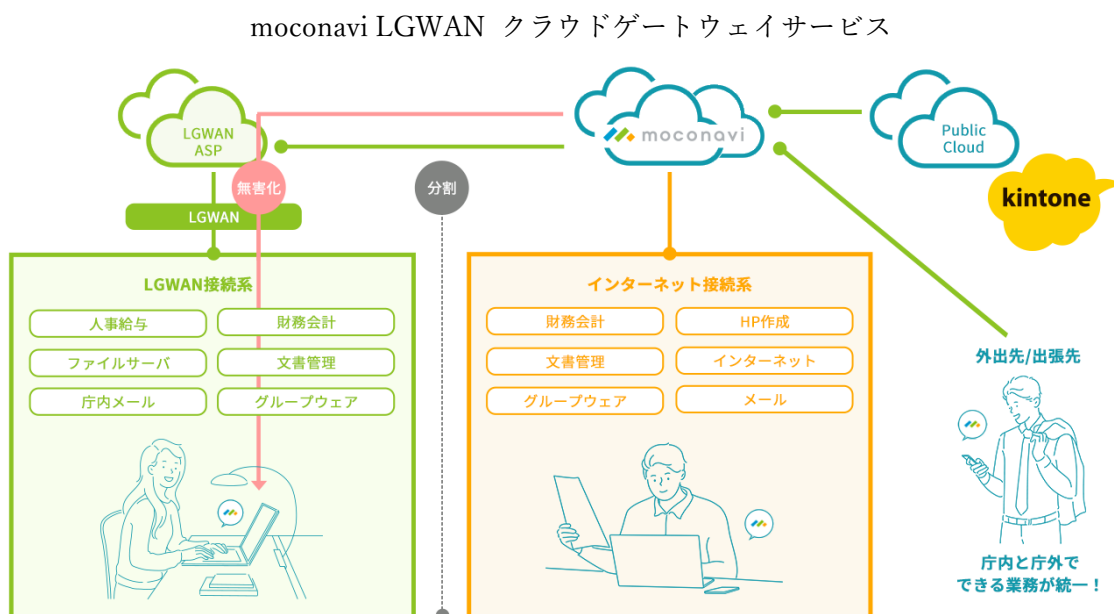 moconavi LGWAN クラウドゲートウェイサービス
LGWAN
ASP
moconavi
Public
Cloud
kintone
無害化
分割
LGWAN
LGWAN接続系
人事給与
財務会計
ファイルサーバ
文書管理
庁内メール
グループウェア
インターネット接続系
財務会計
HP作成
文書管理
インターネット
グループウェア
メール
外出先/出張先
庁内と庁外で
できる業務が統一！